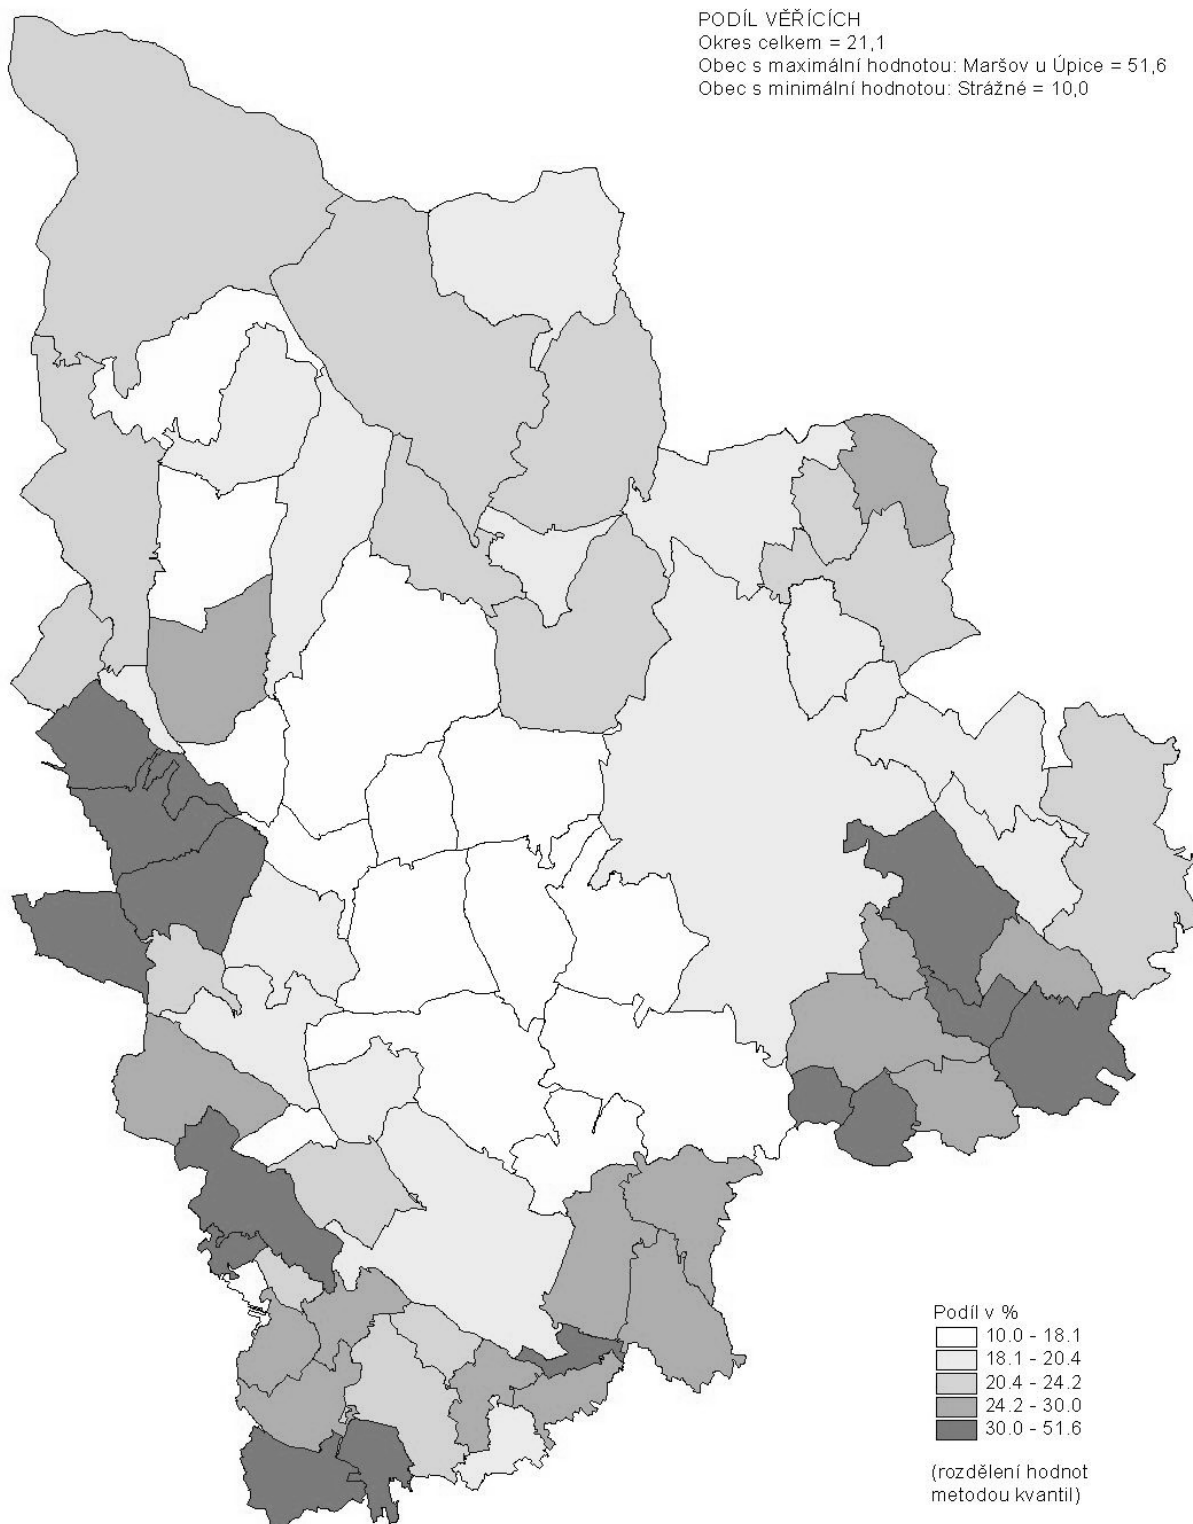 PODÍL VĚŘÍCÍCH
Okres celkem = 21,1
Obec s maximální hodnotou: Maršov u Úpice = 51,6
Obec s minimální hodnotou: Strážné = 10,0
Podíl v %
10.0 - 18.1
18.1 - 20.4
20.4 - 24.2
24.2 - 30.0
30.0 - 51.6
(rozdělení hodnot
metodou kvantil)